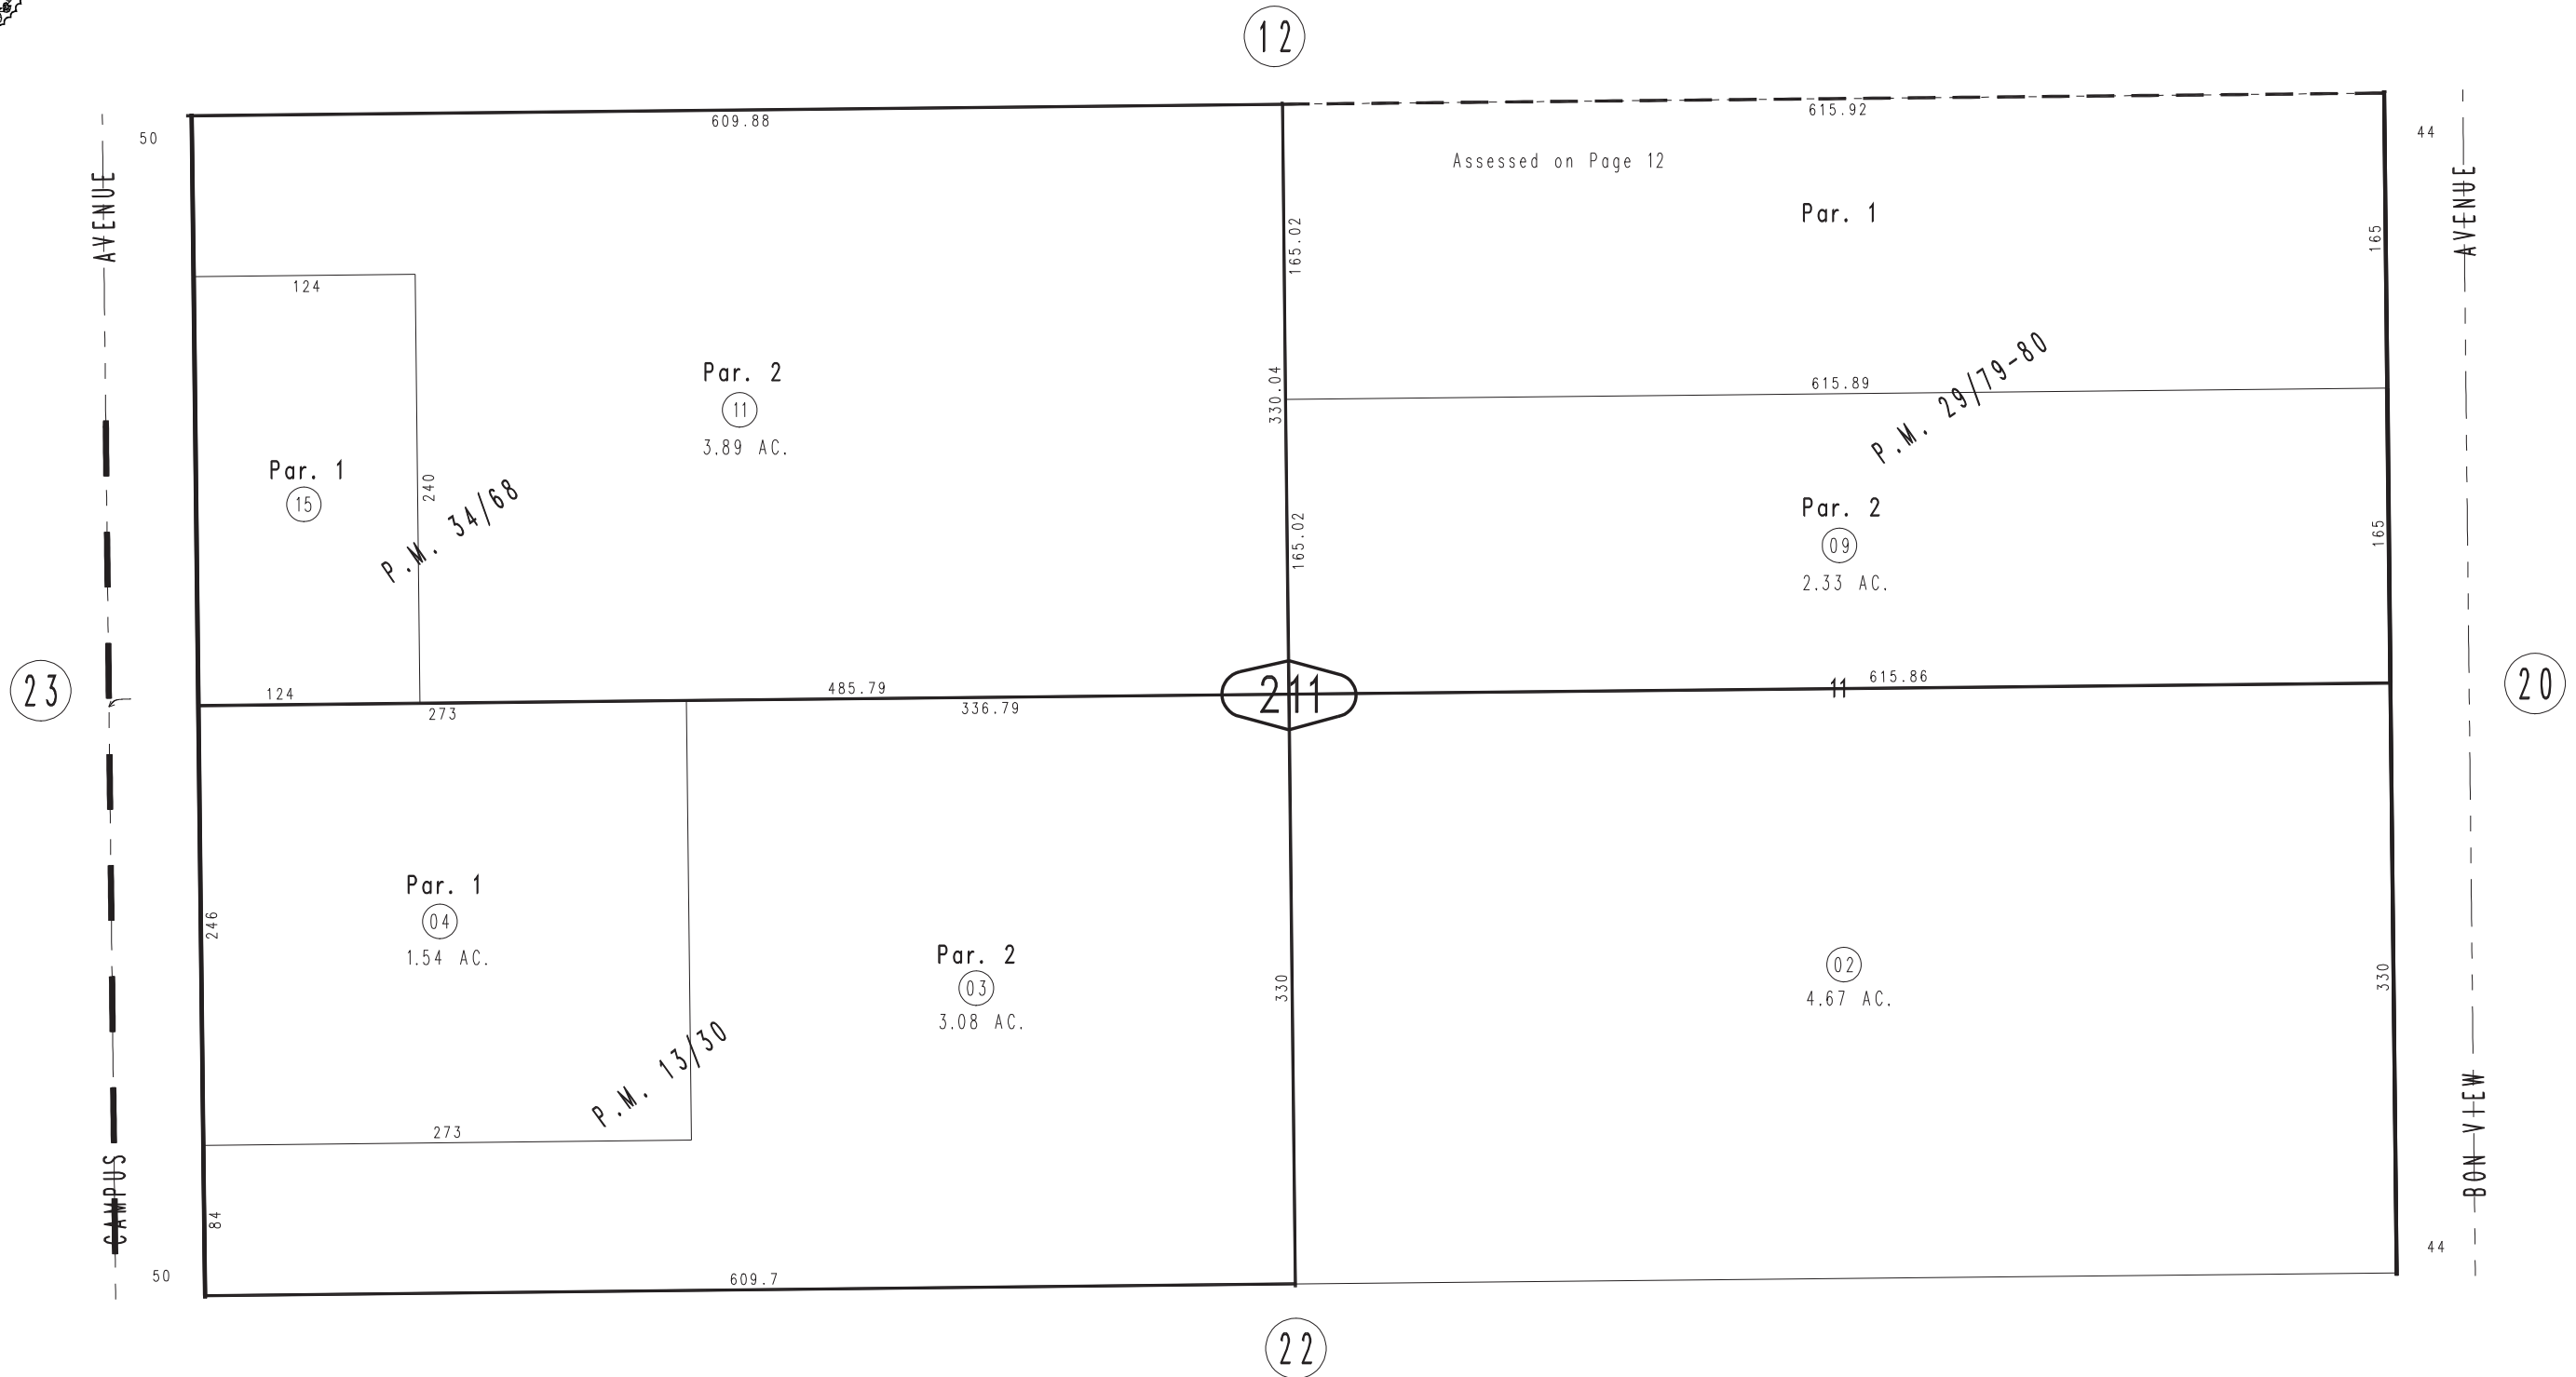 12
50
609.88
615.92
44
AVENUE
AVENUE
Assessed on Page 12
Par. 1
165.02
165
124
P.M. 29/79-80
Par. 2
11
3.89 AC.
330.04
615.89
Par. 1
15
240
P.M. 34/68
165.02
Par. 2
09
2.33 AC.
165
23
124
273
485.79
336.79
211
11
615.86
20
Par. 1
04
1.54 AC.
246
Par. 2
03
3.08 AC.
330
02
4.67 AC.
330
P.M. 13/30
273
CAMPUS
BON VIEW
84
50
609.7
44
22